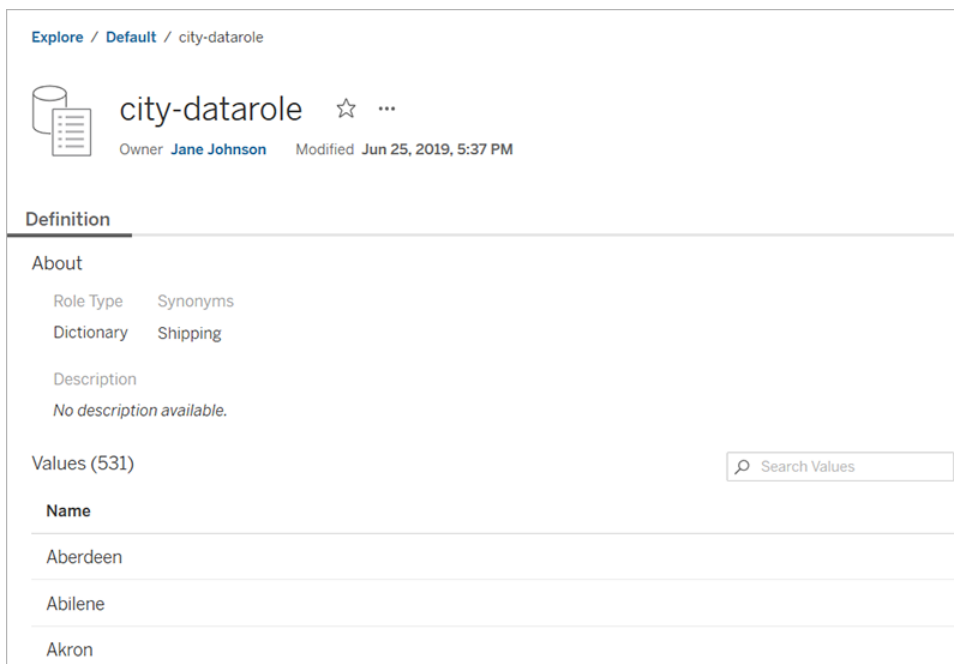 Explore / Default / city-datarole
city-datarole
Owner Jane Johnson Modified Jun 25, 2019, 5:37 PM
Definition
About
Role Type Synonyms
Dictionary Shipping
Description
No description available.
Values (531) Search Values
Name
Aberdeen
Abilene
Akron